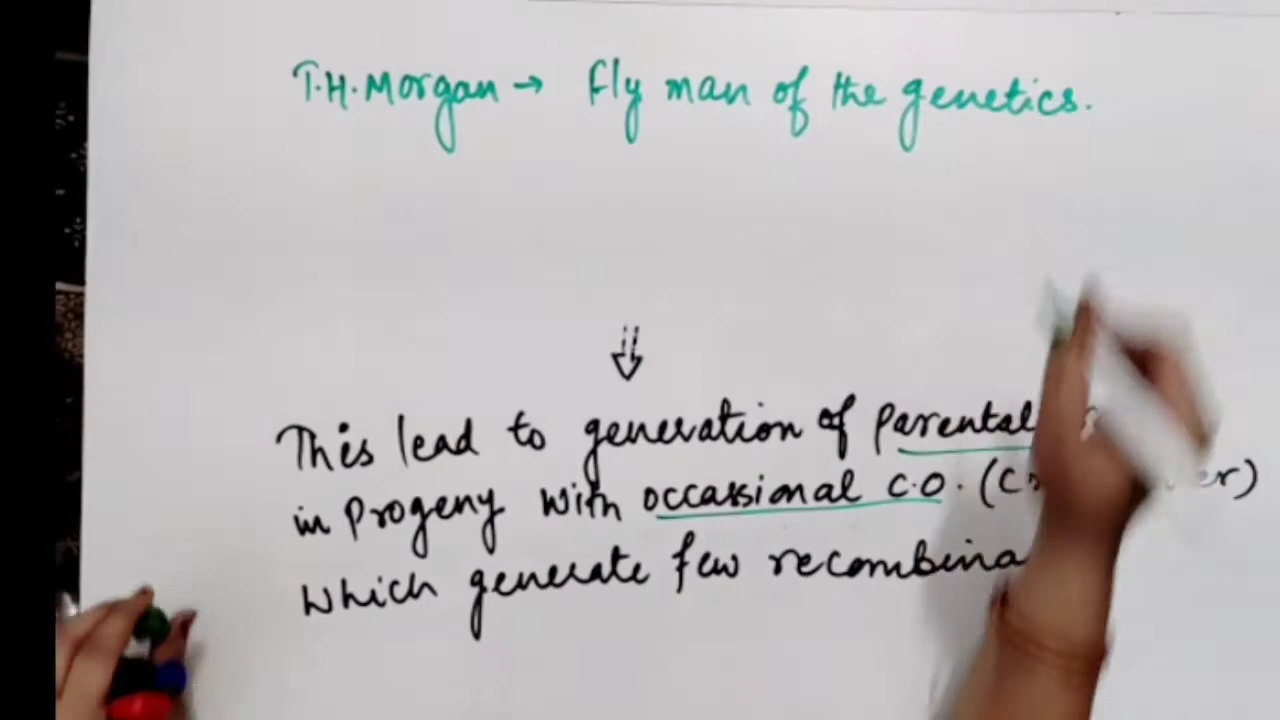 T.H.Morgan → Fly man of the genetics.
⇓
This lead to generation of parental
in Progeny with occassional C.O. (
which generate few recombina